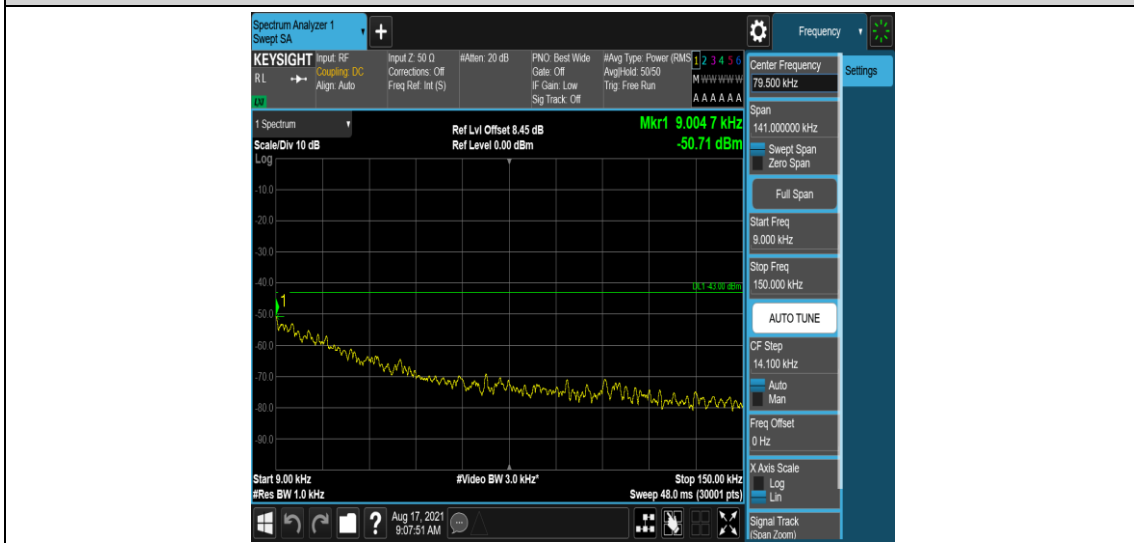 Spectrum Analyzer 1
Swept SA
+
Frequency
KEYSIGHT
R L
LXI
Input: RF
Coupling: DC
Align: Auto
Input Z: 50 Ω
Corrections: Off
Freq Ref: Int (S)
#Atten: 20 dB
PNO: Best Wide
Gate: Off
IF Gain: Low
Sig Track: Off
#Avg Type: Power (RMS
Avg|Hold: 50/50
Trig: Free Run
1 2 3 4 5 6
M W W W W W
A A A A A A
Center Frequency
79.500 kHz
Settings
1 Spectrum
Scale/Div 10 dB
Ref Lvl Offset 8.45 dB
Ref Level 0.00 dBm
Mkr1 9.004 7 kHz
-50.71 dBm
Log
-10.0
-20.0
-30.0
-40.0
-50.0
-60.0
-70.0
-80.0
-90.0
DL1 -43.00 dBm
1
Start 9.00 kHz
#Res BW 1.0 kHz
#Video BW 3.0 kHz*
Stop 150.00 kHz
Sweep 48.0 ms (30001 pts)
Span
141.000000 kHz
Swept Span
Zero Span
Full Span
Start Freq
9.000 kHz
Stop Freq
150.000 kHz
AUTO TUNE
CF Step
14.100 kHz
Auto
Man
Freq Offset
0 Hz
X Axis Scale
Log
Lin
Signal Track
(Span Zoom)
?
Aug 17, 2021
9:07:51 AM